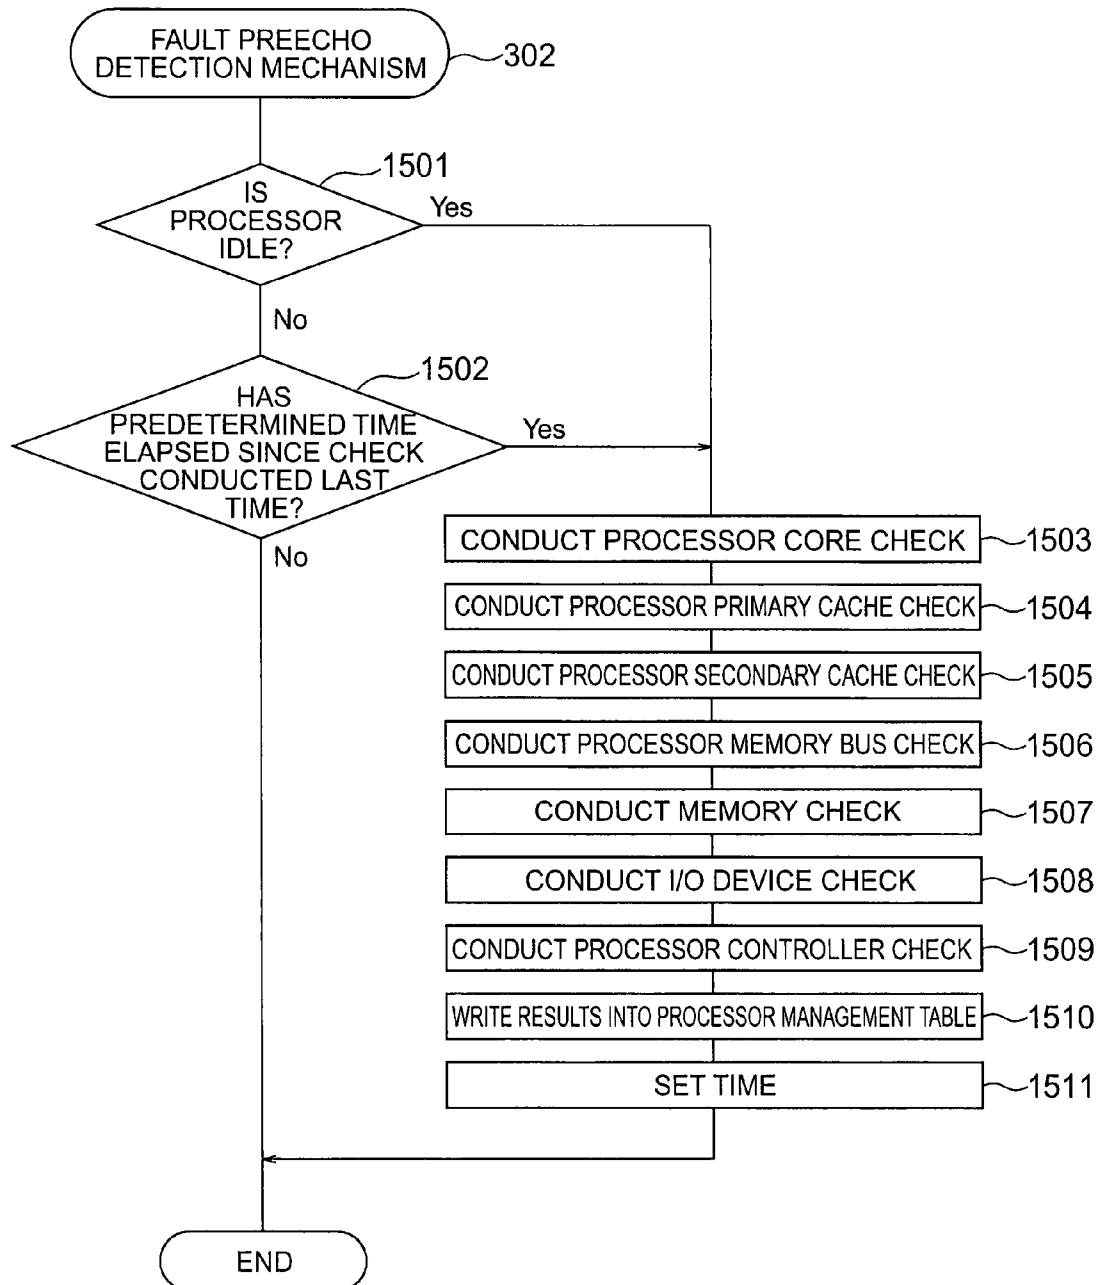 FAULT PREECHO
DETECTION MECHANISM
302
1501
IS
PROCESSOR
IDLE?
Yes
No
1502
HAS
PREDETERMINED TIME
ELAPSED SINCE CHECK
CONDUCTED LAST
TIME?
Yes
No
CONDUCT PROCESSOR CORE CHECK
1503
CONDUCT PROCESSOR PRIMARY CACHE CHECK
1504
CONDUCT PROCESSOR SECONDARY CACHE CHECK
1505
CONDUCT PROCESSOR MEMORY BUS CHECK
1506
CONDUCT MEMORY CHECK
1507
CONDUCT I/O DEVICE CHECK
1508
CONDUCT PROCESSOR CONTROLLER CHECK
1509
WRITE RESULTS INTO PROCESSOR MANAGEMENT TABLE
1510
SET TIME
1511
END